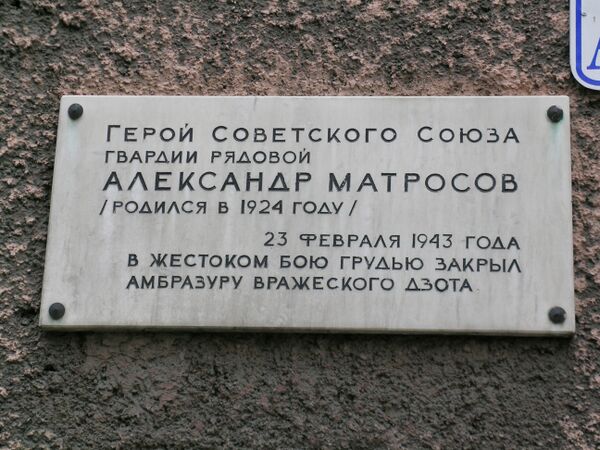 Герой Советского Союза
гвардии рядовой
АЛЕКСАНДР МАТРОСОВ
/РОДИЛСЯ В 1924 ГОДУ/
23 ФЕВРАЛЯ 1943 ГОДА
В ЖЕСТОКОМ БОЮ ГРУДЬЮ ЗАКРЫЛ
АМБРАЗУРУ ВРАЖЕСКОГО ДЗОТА